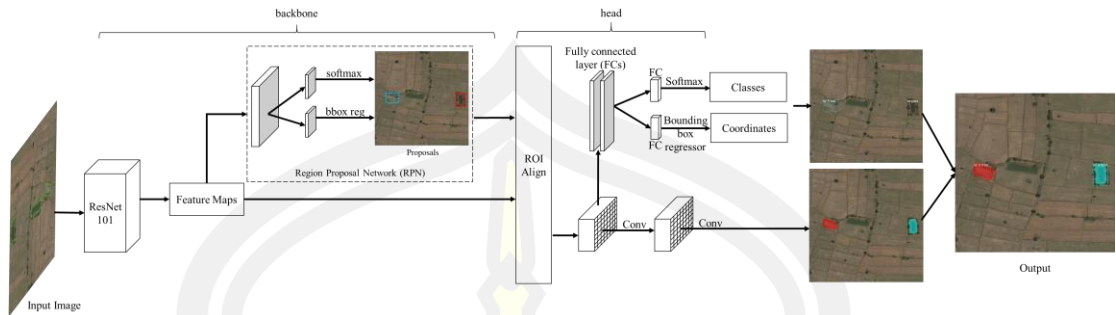 backbone
head
softmax
bbox reg
Proposals
Region Proposal Network (RPN)
ResNet
101
Feature Maps
Input Image
ROI
Align
Fully connected
layer (FCs)
FC
Softmax
Classes
Bounding
box
regressor
FC
Coordinates
Conv
Conv
Output